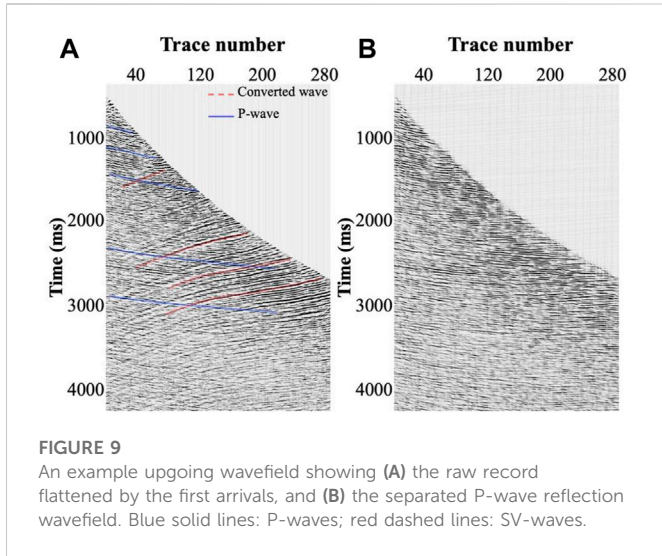 A
Trace number
40 120 200 280
Converted wave
P-wave
Time (ms)
1000
2000
3000
4000
B
Trace number
40 120 200 280
Time (ms)
1000
2000
3000
4000
FIGURE 9
An example upgoing wavefield showing (A) the raw record
flattened by the first arrivals, and (B) the separated P-wave reflection
wavefield. Blue solid lines: P-waves; red dashed lines: SV-waves.